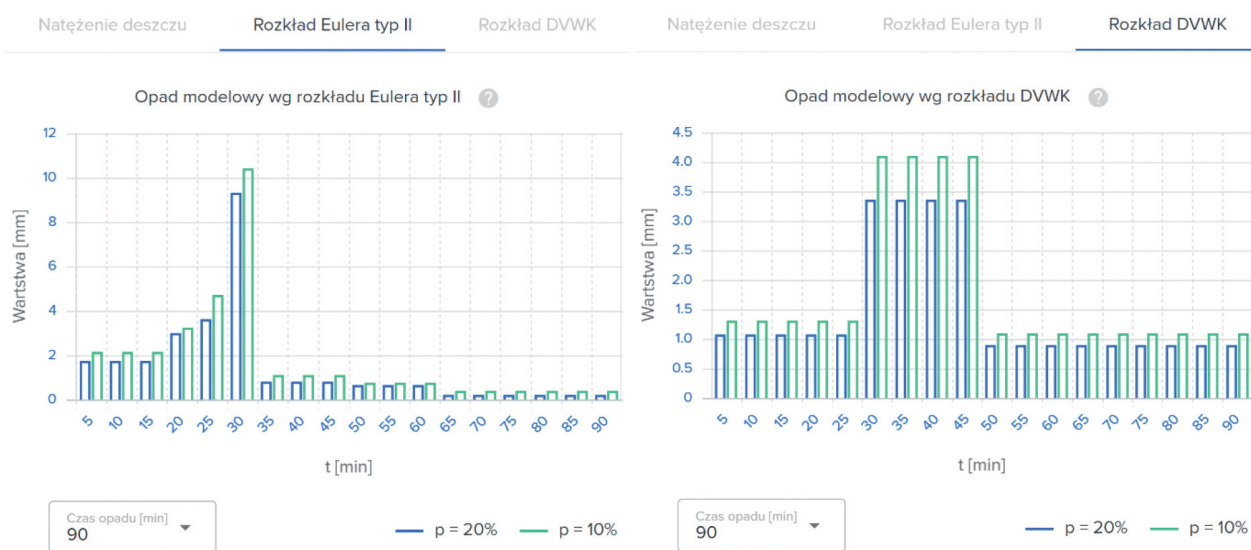 Natężenie deszczu Rozkład Eulera typ II Rozkład DVWK
Opad modelowy wg rozkładu Eulera typ II ?
Wartstwa [mm]
12
10
8
6
4
2
0
5 10 15 20 25 30 35 40 45 50 55 60 65 70 75 80 85 90
t [min]
Czas opadu [min]
90
p = 20% p = 10%
Natężenie deszczu Rozkład Eulera typ II Rozkład DVWK
Opad modelowy wg rozkładu DVWK ?
Wartstwa [mm]
4.5
4.0
3.5
3.0
2.5
2.0
1.5
1.0
0.5
0
5 10 15 20 25 30 35 40 45 50 55 60 65 70 75 80 85 90
t [min]
Czas opadu [min]
90
p = 20% p = 10%